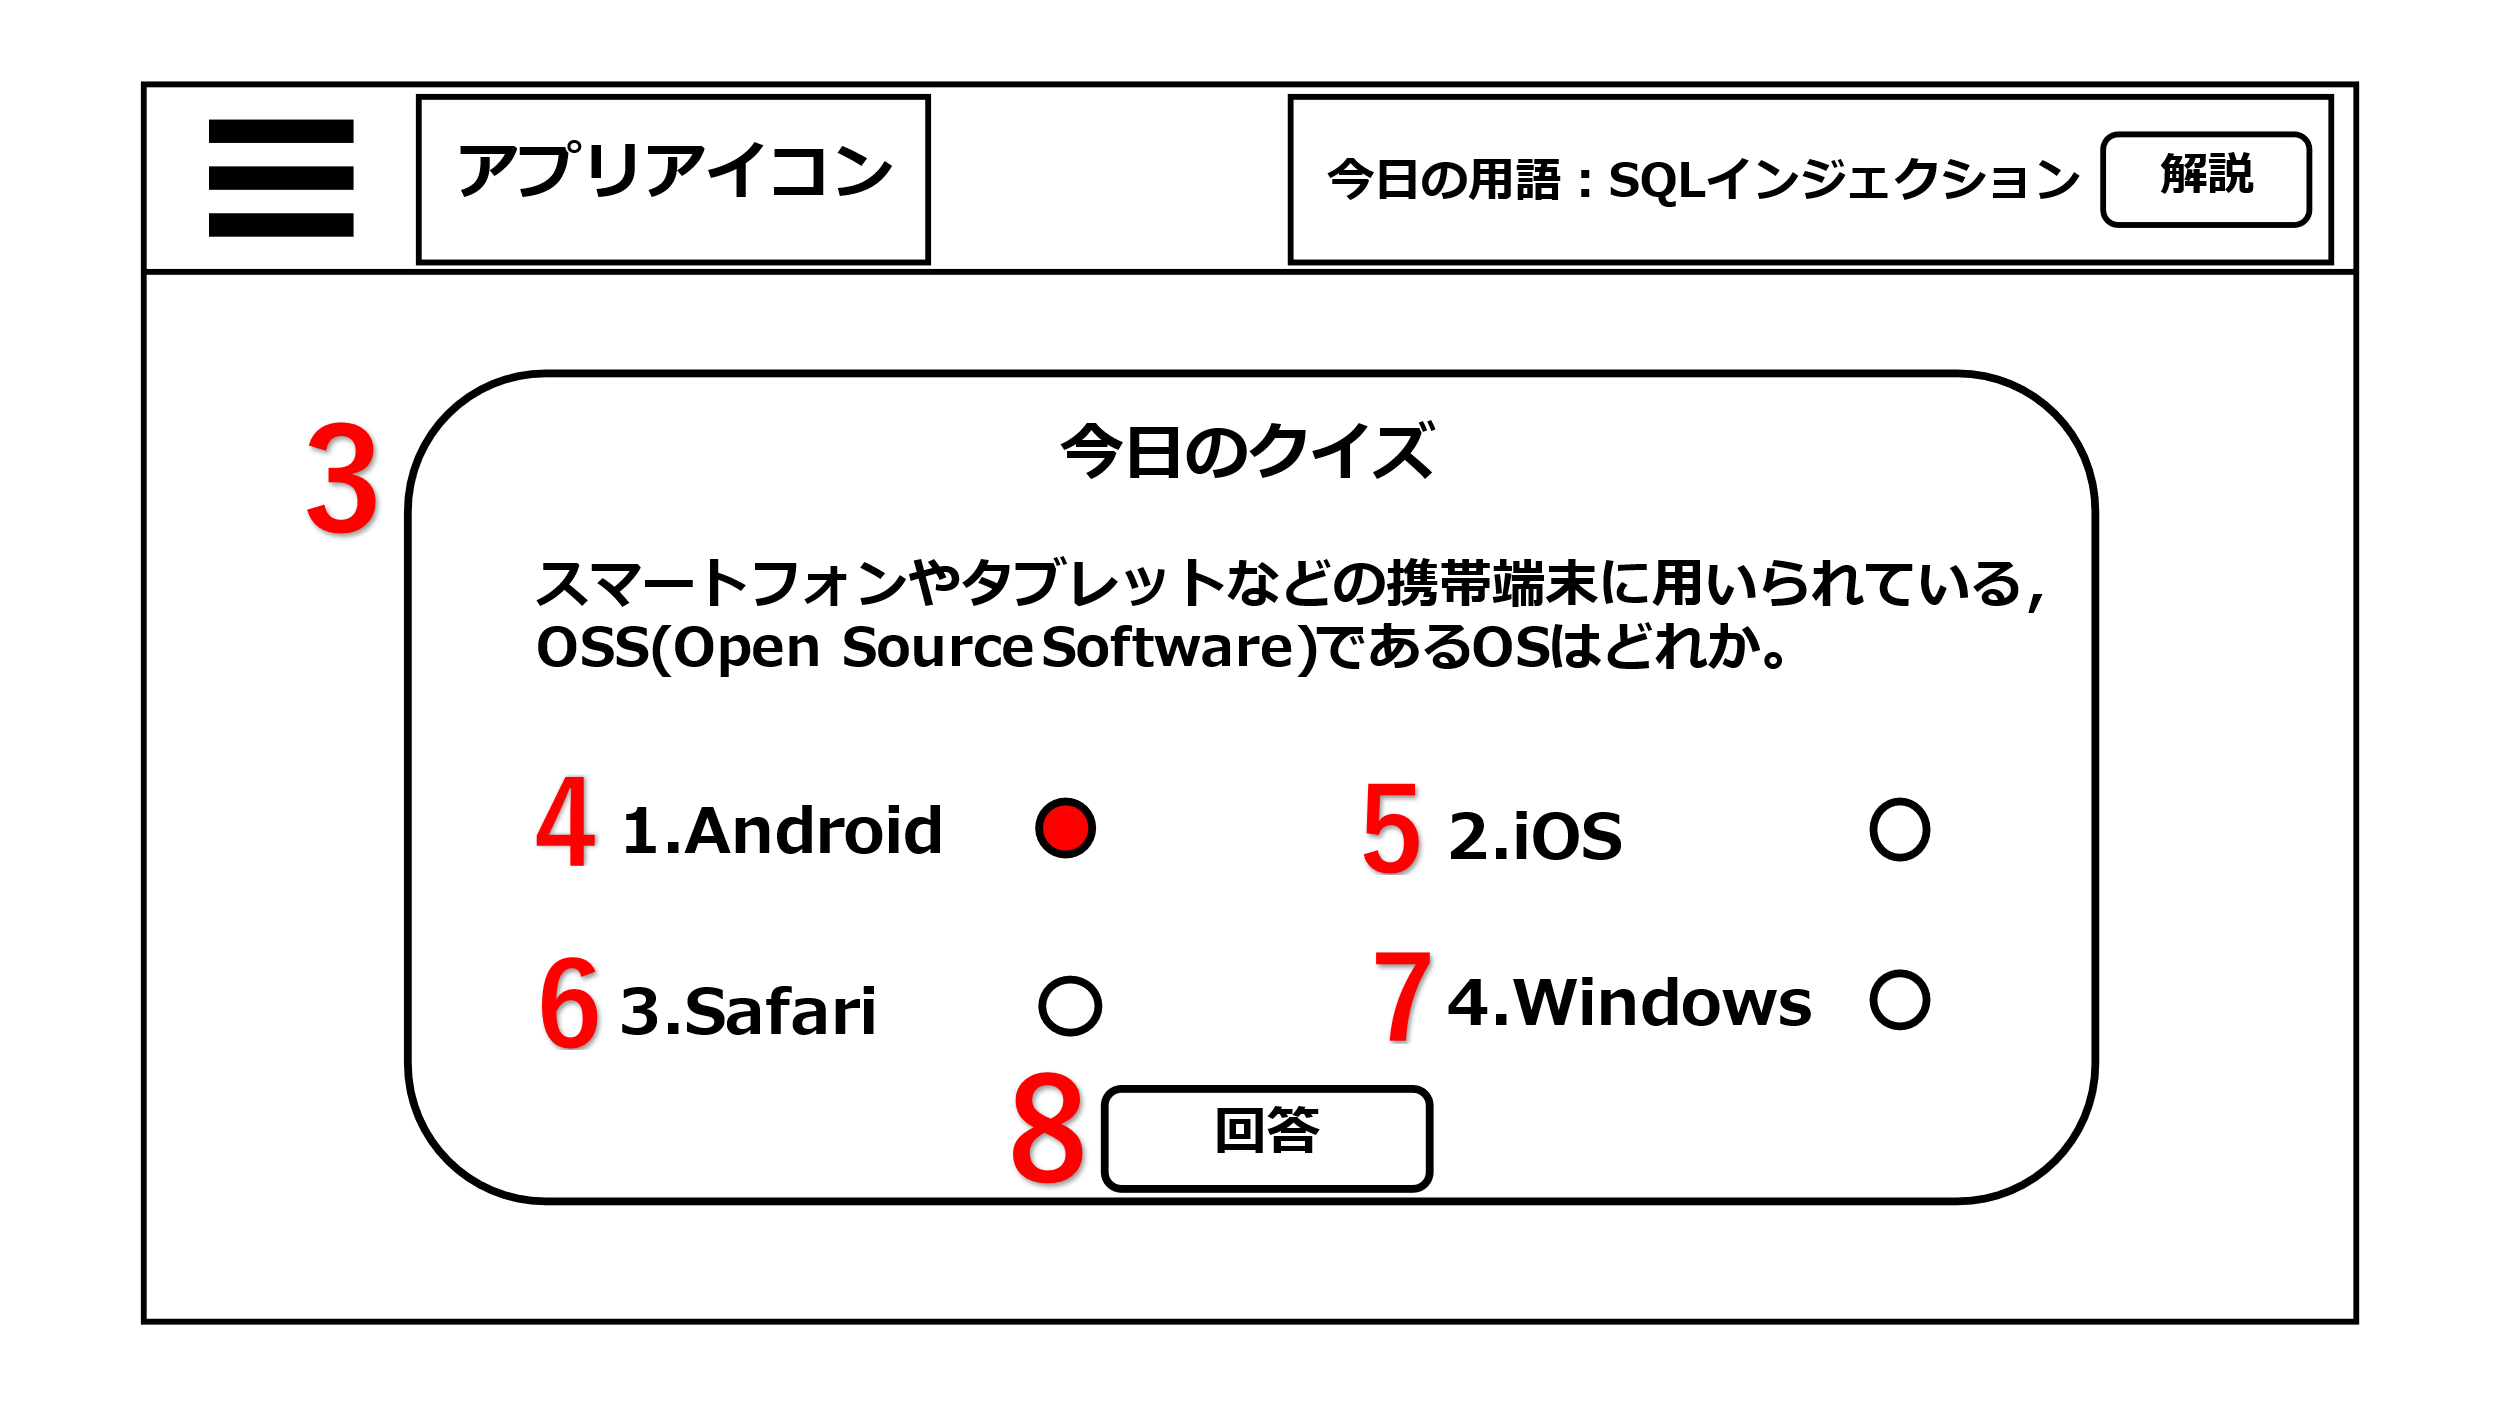 アプリアイコン
今日の用語：SQLインジェクション
解説
3
今日のクイズ
スマートフォンやタブレットなどの携帯端末に用いられている,
OSS(Open Source Software)であるOSはどれか。
4 1.Android
5 2.iOS
6 3.Safari
7 4.Windows
8 回答